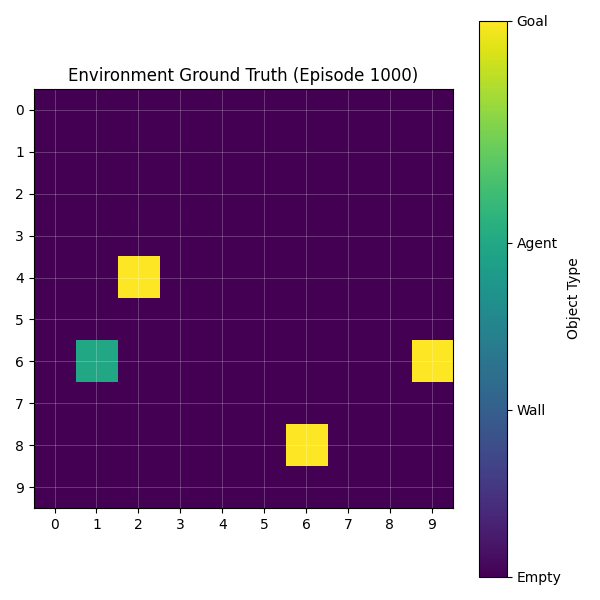 Environment Ground Truth (Episode 1000)
0
1
2
3
4
5
6
7
8
9
0 1 2 3 4 5 6 7 8 9
Goal
Agent
Wall
Empty
Object Type